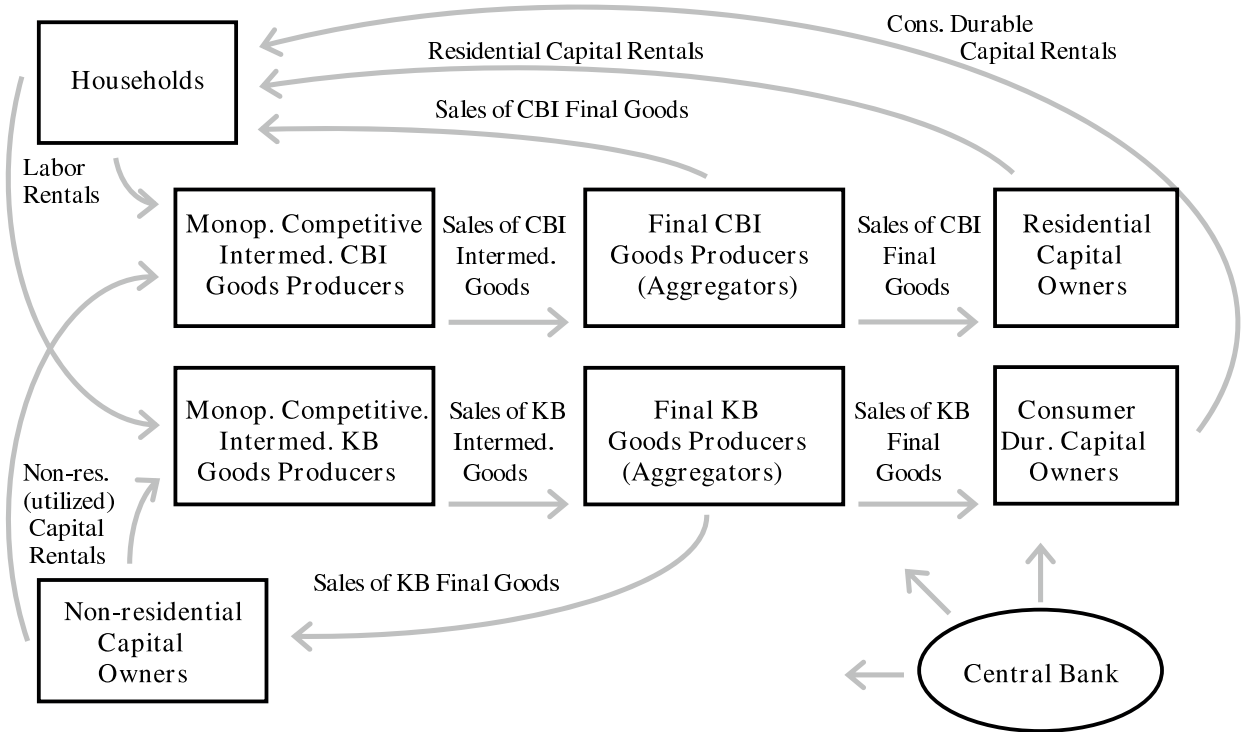 Cons. Durable
Capital Rentals
Residential Capital Rentals
Households
Sales of CBI Final Goods
Labor
Rentals
Monop. Competitive
Intermed. CBI
Goods Producers
Sales of CBI
Intermed.
Goods
Final CBI
Goods Producers
(Aggregators)
Sales of CBI
Final
Goods
Residential
Capital
Owners
Monop. Competitive.
Intermed. KB
Goods Producers
Sales of KB
Intermed.
Goods
Final KB
Goods Producers
(Aggregators)
Sales of KB
Final
Goods
Consumer
Dur. Capital
Owners
Non-res.
(utilized)
Capital
Rentals
Sales of KB Final Goods
Non-residential
Capital
Owners
Central Bank